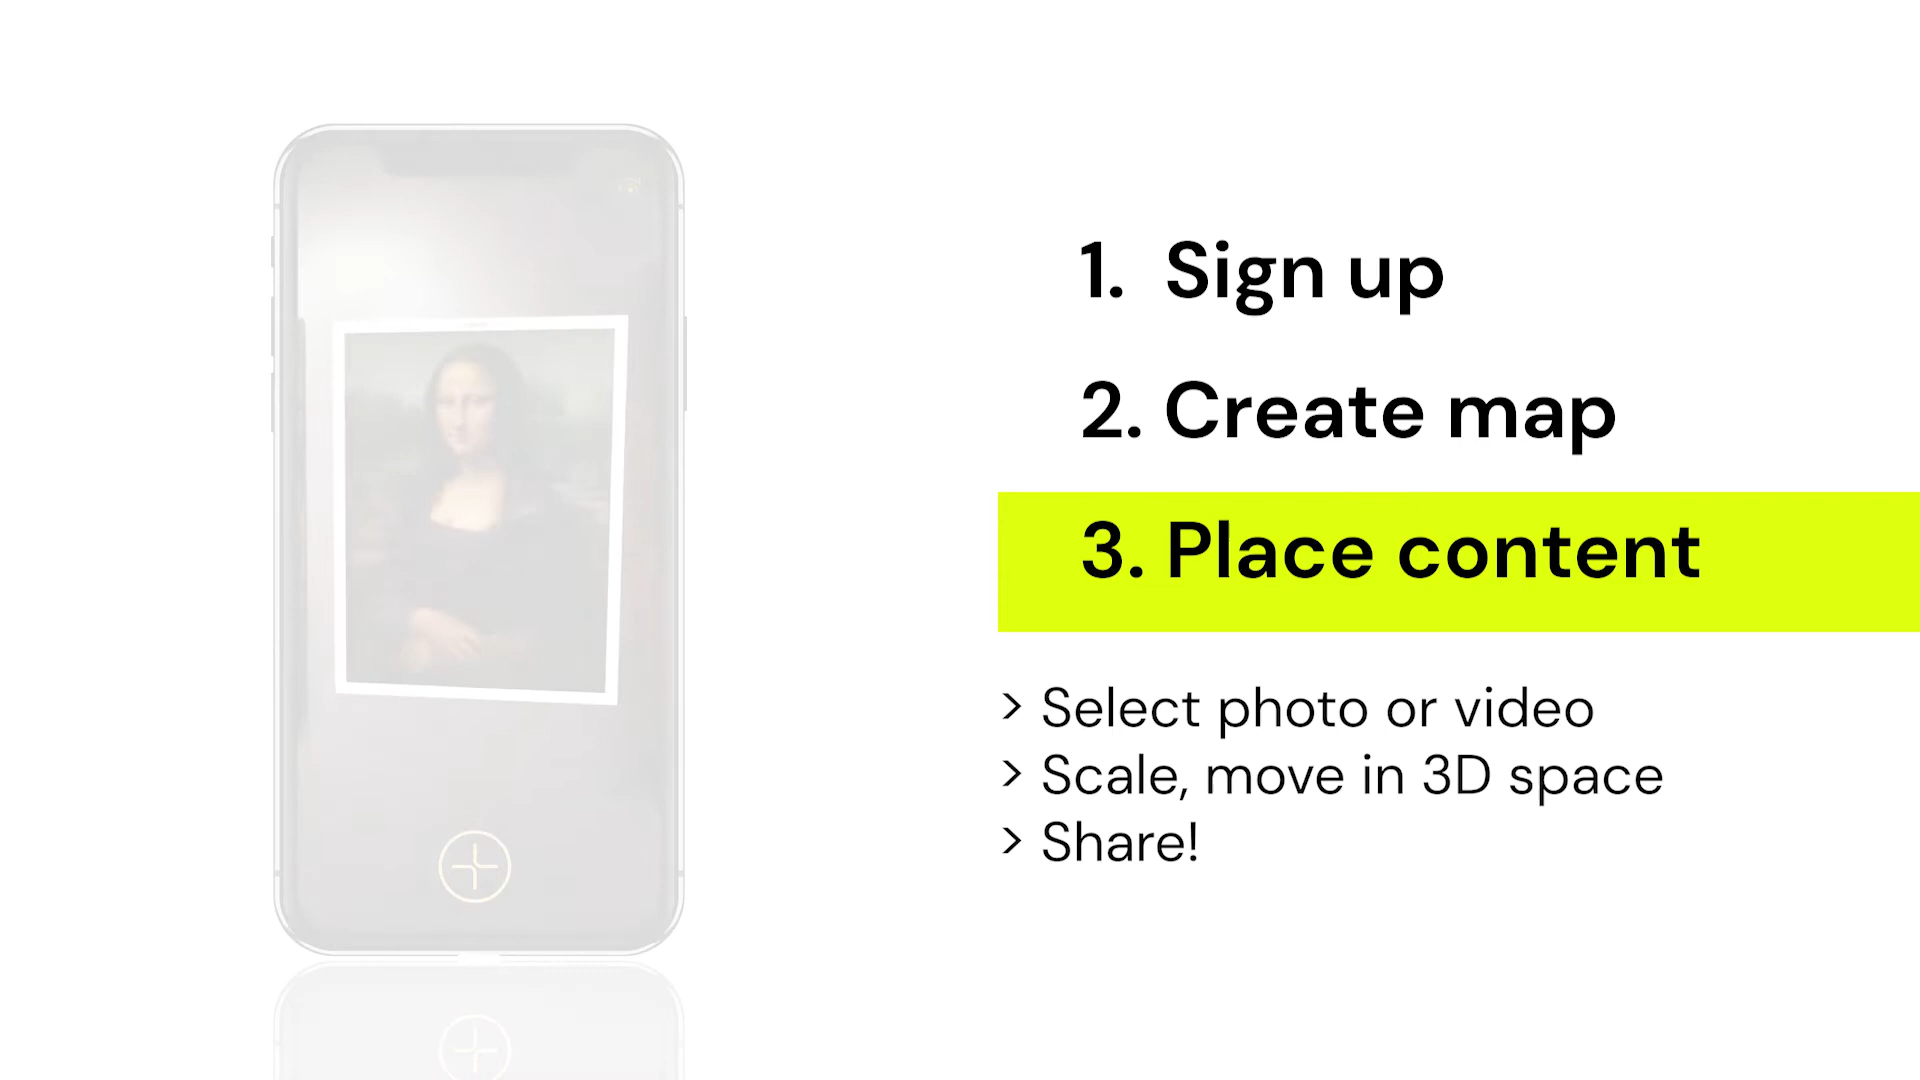 1. Sign up
2. Create map
3. Place content
> Select photo or video
> Scale, move in 3D space
> Share!